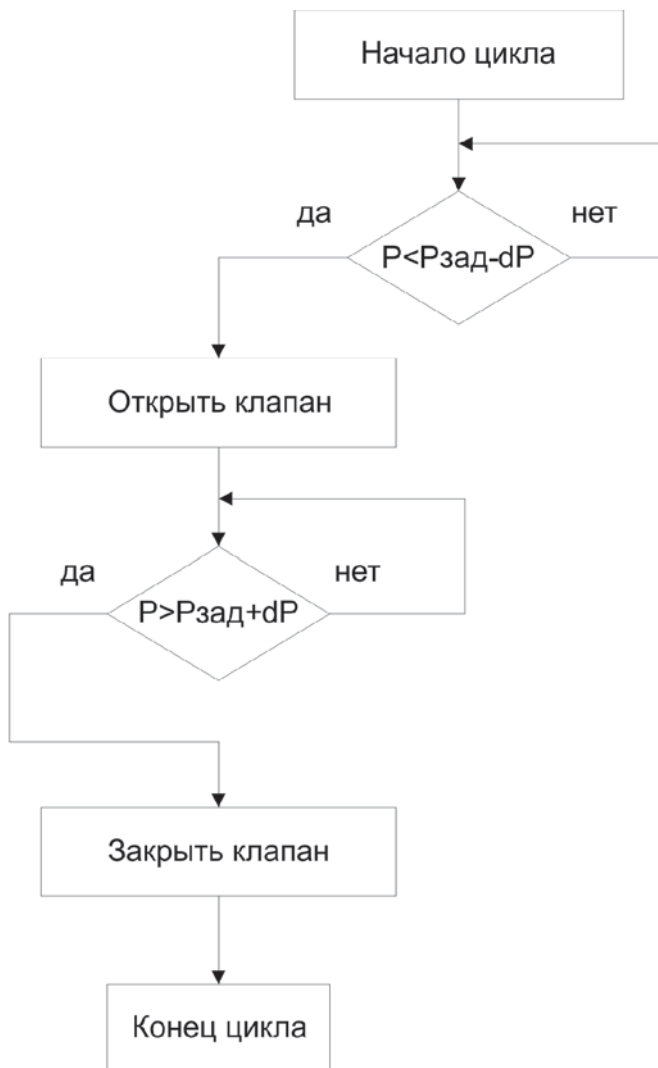 Начало цикла
да
нет
P<Pзад-dP
Открыть клапан
да
нет
P>Pзад+dP
Закрыть клапан
Конец цикла